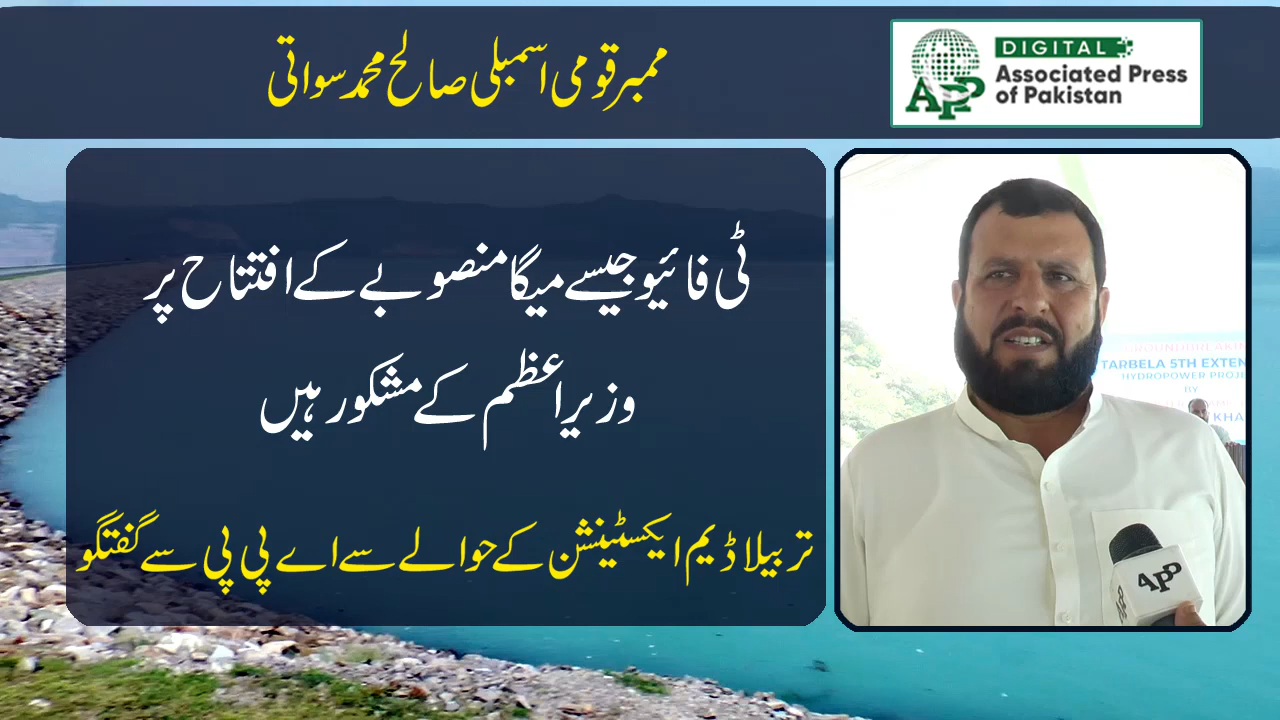 ممبر قومی اسمبلی صالح محمد سواتی
DIGITAL
APP
Associated Press
of Pakistan
ٹی فائیو جیسے میگا منصوبے کے افتتاح پر
وزیراعظم کے مشکور ہیں
تربیلا ڈیم ایکسٹینشن کے حوالے سے اے پی پی سے گفتگو
TARBELA 5TH
HYDROPOWER
BY
APP